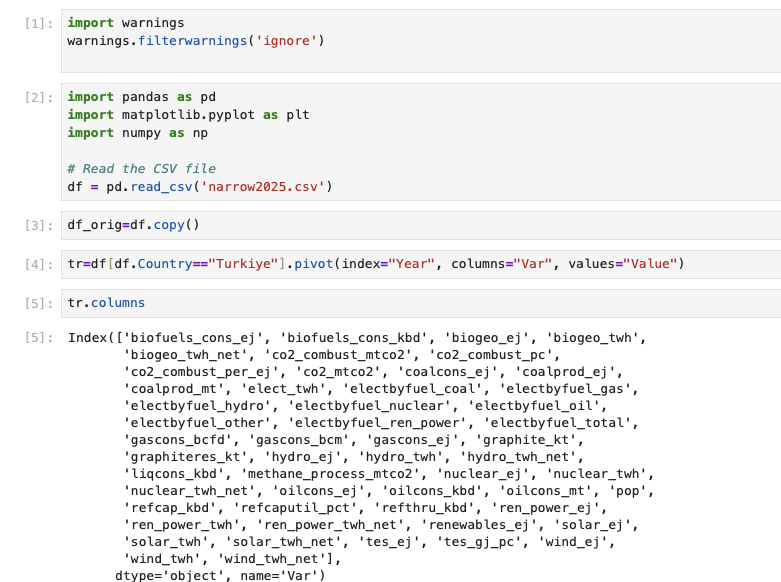 [1]: import warnings
warnings.filterwarnings('ignore')
[2]: import pandas as pd
import matplotlib.pyplot as plt
import numpy as np
# Read the CSV file
df = pd.read_csv('narrow2025.csv')
[3]: df_orig=df.copy()
[4]: tr=df[df.Country=="Turkiye"].pivot(index="Year", columns="Var", values="Value")
[5]: tr.columns
[5]: Index(['biofuels_cons_ej', 'biofuels_cons_kbd', 'biogeo_ej', 'biogeo_twh',
'biogeo_twh_net', 'co2_combust_mtco2', 'co2_combust_pc',
'co2_combust_per_ej', 'co2_mtco2', 'coalcons_ej', 'coalprod_ej',
'coalprod_mt', 'elect_twh', 'electbyfuel_coal', 'electbyfuel_gas',
'electbyfuel_hydro', 'electbyfuel_nuclear', 'electbyfuel_oil',
'electbyfuel_other', 'electbyfuel_ren_power', 'electbyfuel_total',
'gascons_bcfd', 'gascons_bcm', 'gascons_ej', 'graphite_kt',
'graphiteres_kt', 'hydro_ej', 'hydro_twh', 'hydro_twh_net',
'liqcons_kbd', 'methane_process_mtco2', 'nuclear_ej', 'nuclear_twh',
'nuclear_twh_net', 'oilcons_ej', 'oilcons_kbd', 'oilcons_mt', 'pop',
'refcap_kbd', 'refcaputil_pct', 'refthru_kbd', 'ren_power_ej',
'ren_power_twh', 'ren_power_twh_net', 'renewables_ej', 'solar_ej',
'solar_twh', 'solar_twh_net', 'tes_ej', 'tes_gj_pc', 'wind_ej',
'wind_twh', 'wind_twh_net'],
dtype='object', name='Var')